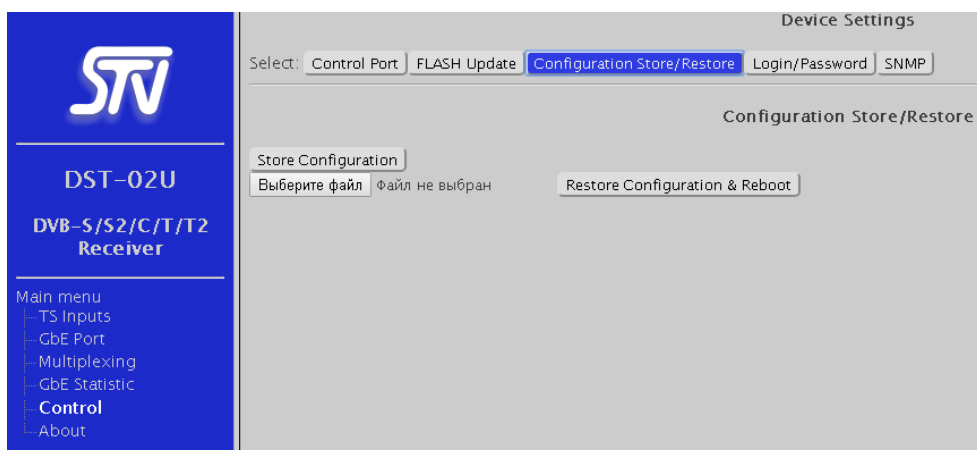 STV
DST-02U
DVB-S/S2/C/T/T2
Receiver
Main menu
TS Inputs
GbE Port
Multiplexing
GbE Statistic
Control
About
Device Settings
Select: Control Port FLASH Update Configuration Store/Restore Login/Password SNMP
Configuration Store/Restore
Store Configuration
Выберите файл Файл не выбран Restore Configuration & Reboot